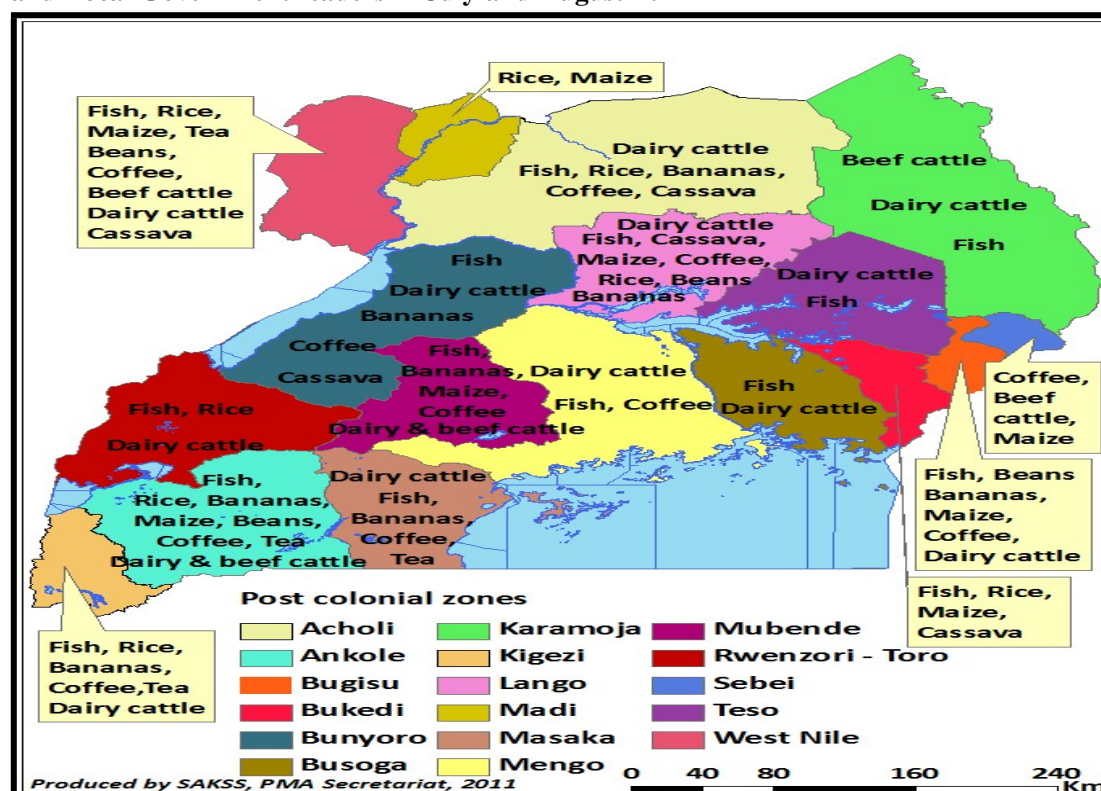 Rice, Maize
Fish, Rice,
Maize, Tea
Beans,
Coffee,
Beef cattle
Dairy cattle
Cassava
Dairy cattle
Fish, Rice, Bananas,
Coffee, Cassava
Beef cattle
Dairy cattle
Fish
Dairy cattle
Fish, Cassava,
Maize, Coffee,
Rice, Beans
Bananas
Dairy cattle
Fish
Fish
Dairy cattle
Bananas
Coffee
Cassava
Fish,
Bananas,
Maize,
Coffee
Dairy & beef cattle
Dairy cattle
Fish, Coffee
Fish
Dairy cattle
Fish, Rice
Dairy cattle
Coffee,
Beef
cattle,
Maize
Fish,
Rice, Bananas,
Maize, Beans,
Coffee, Tea
Dairy & beef cattle
Dairy cattle
Fish,
Bananas,
Coffee,
Tea
Fish, Beans
Bananas,
Maize,
Coffee,
Dairy cattle
Fish, Rice,
Maize,
Cassava
Fish, Rice,
Bananas,
Coffee,Tea
Dairy cattle
Post colonial zones
Acholi
Ankole
Bugisu
Bukedi
Bunyoro
Busoga
Karamoja
Kigezi
Lango
Madi
Masaka
Mengo
Mubende
Rwenzori - Toro
Sebei
Teso
West Nile
Produced by SAKSS, PMA Secretariat, 2011
0 40 80 160 240
Km